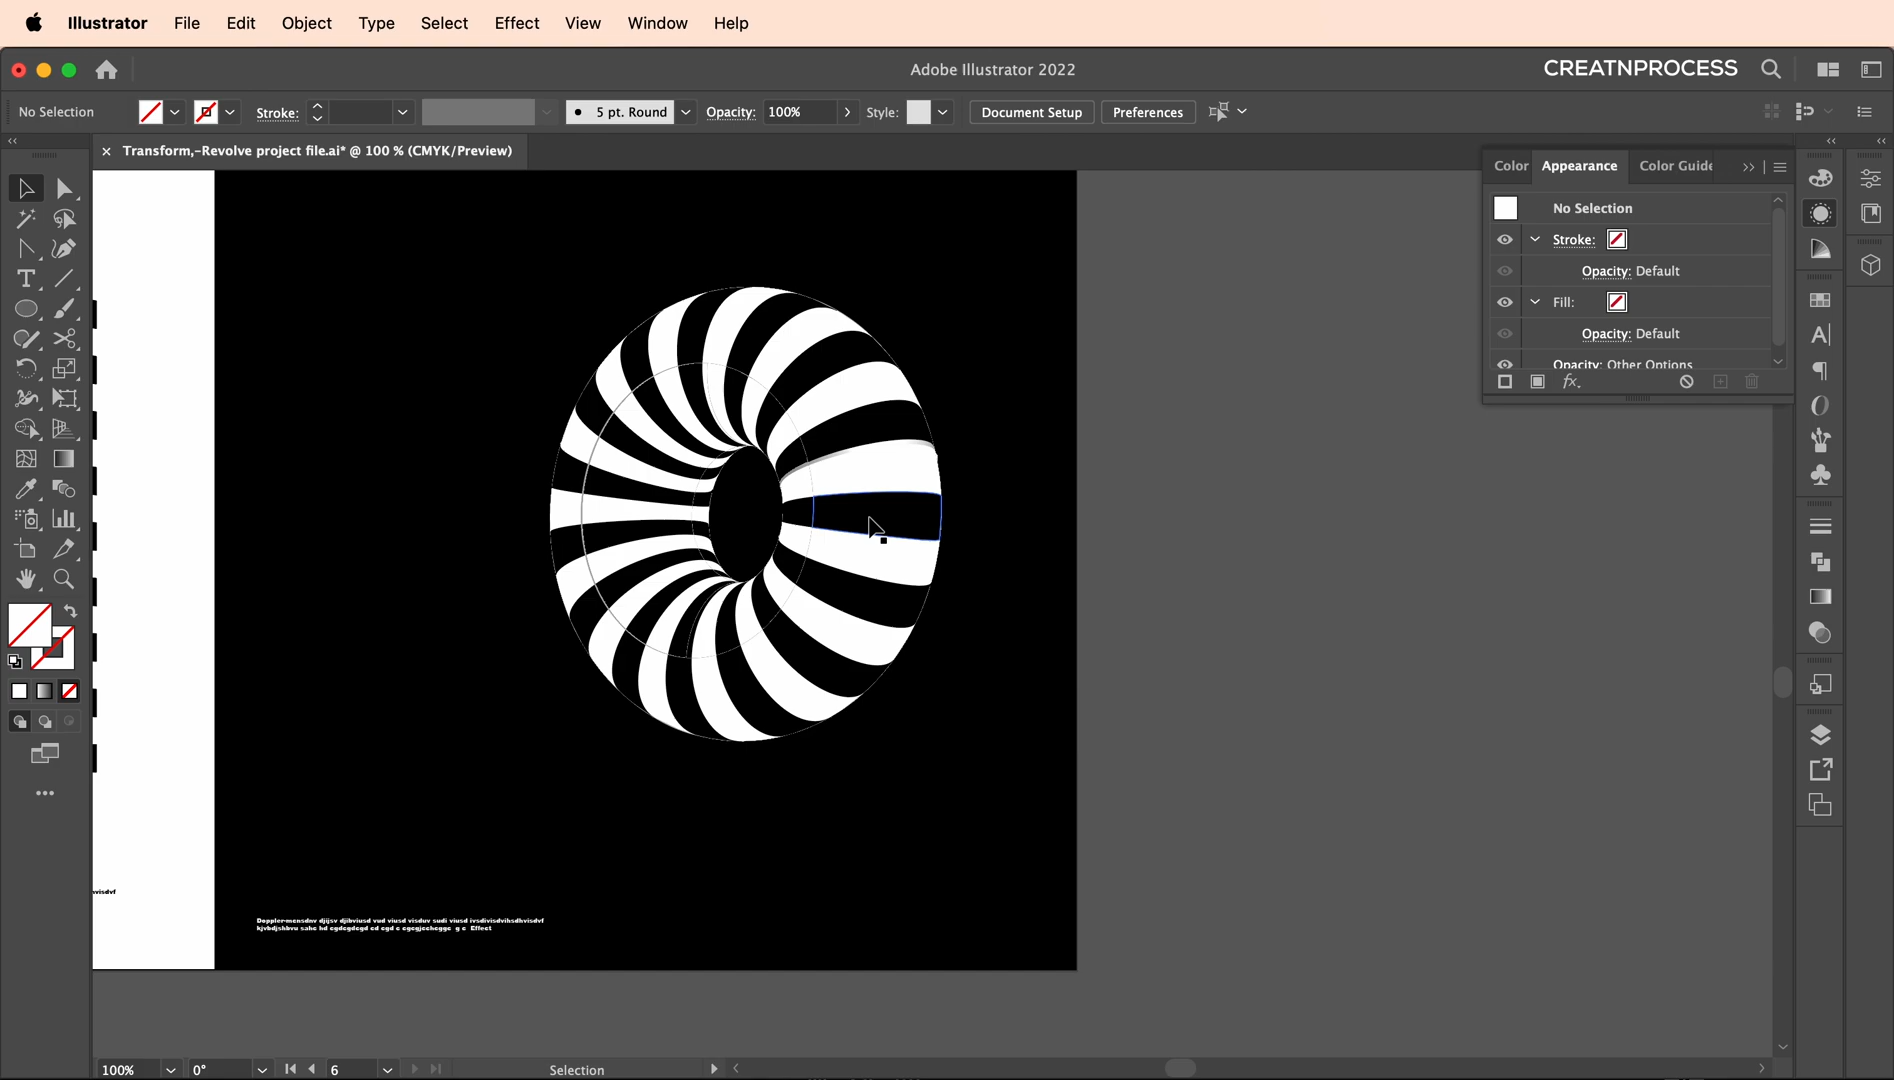 Illustrator File Edit Object Type Select Effect View Window Help
Adobe Illustrator 2022
CREATNPROCESS
No Selection
Stroke:
5 pt. Round
Opacity: 100%
Style:
Document Setup
Preferences
Transform,-Revolve project file.ai* @ 100 % (CMYK/Preview)
Color Appearance Color Guide
No Selection
Stroke:
Opacity: Default
Fill:
Opacity: Default
Opacity: Other Options
fx.
Effect
100% 0° 6 Selection